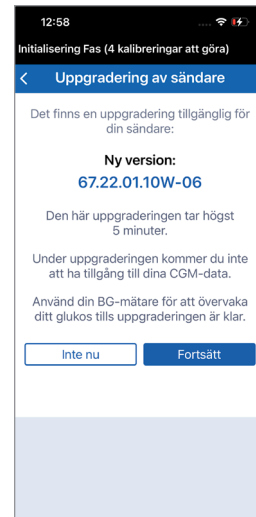 12:58
Initialisering Fas (4 kalibreringar att göra)
Uppgradering av sändare
Det finns en uppgradering tillgänglig för
din sändare:
Ny version:
67.22.01.10W-06
Den här uppgraderingen tar högst
5 minuter.
Under uppgraderingen kommer du inte
att ha tillgång till dina CGM-data.
Använd din BG-mätare för att övervaka
ditt glukos tills uppgraderingen är klar.
Inte nu
Fortsätt